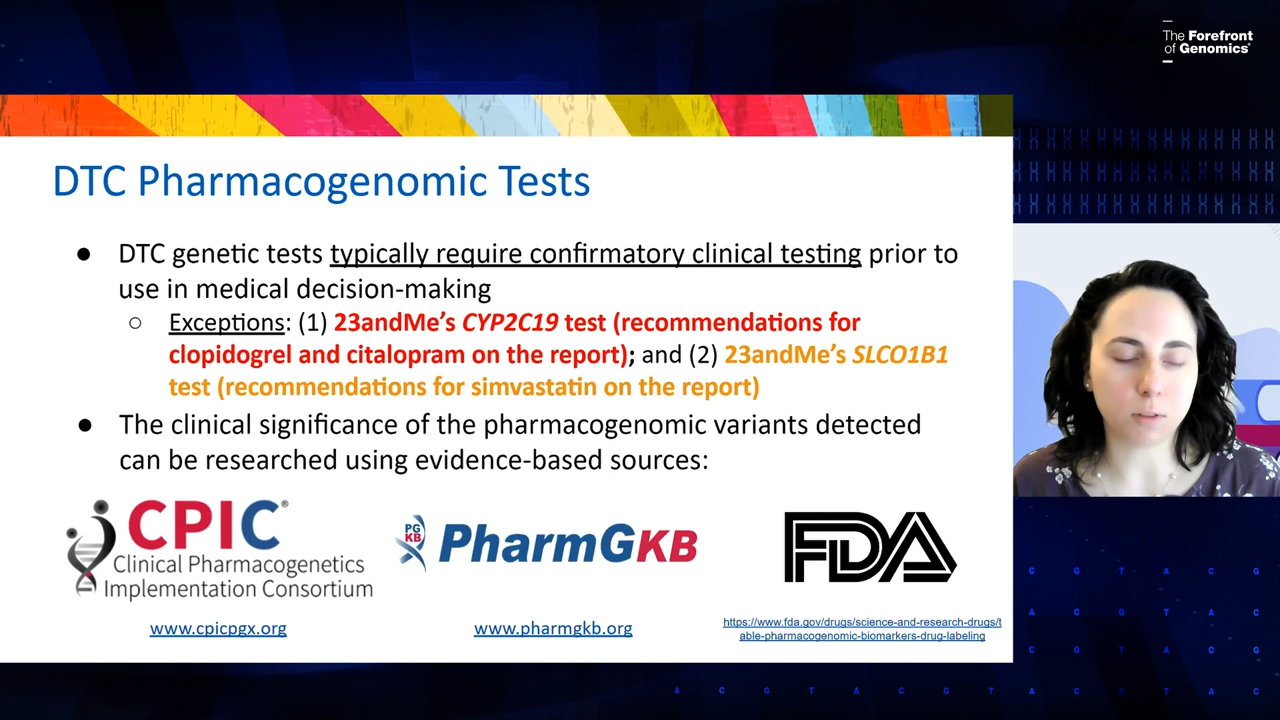 The Forefront
of Genomics®
DTC Pharmacogenomic Tests
● DTC genetic tests typically require confirmatory clinical testing prior to
use in medical decision-making
○ Exceptions: (1) 23andMe's CYP2C19 test (recommendations for
clopidogrel and citalopram on the report); and (2) 23andMe's SLCO1B1
test (recommendations for simvastatin on the report)
● The clinical significance of the pharmacogenomic variants detected
can be researched using evidence-based sources:
CPIC®
Clinical Pharmacogenetics
Implementation Consortium
www.cpicpgx.org
PG
KB
PharmGKB
www.pharmgkb.org
FDA
https://www.fda.gov/drugs/science-and-research-drugs/t
able-pharmacogenomic-biomarkers-drug-labeling
C G T A C G
A C G T A C
C G T A C G
A C G T A C G T A C G T A C G